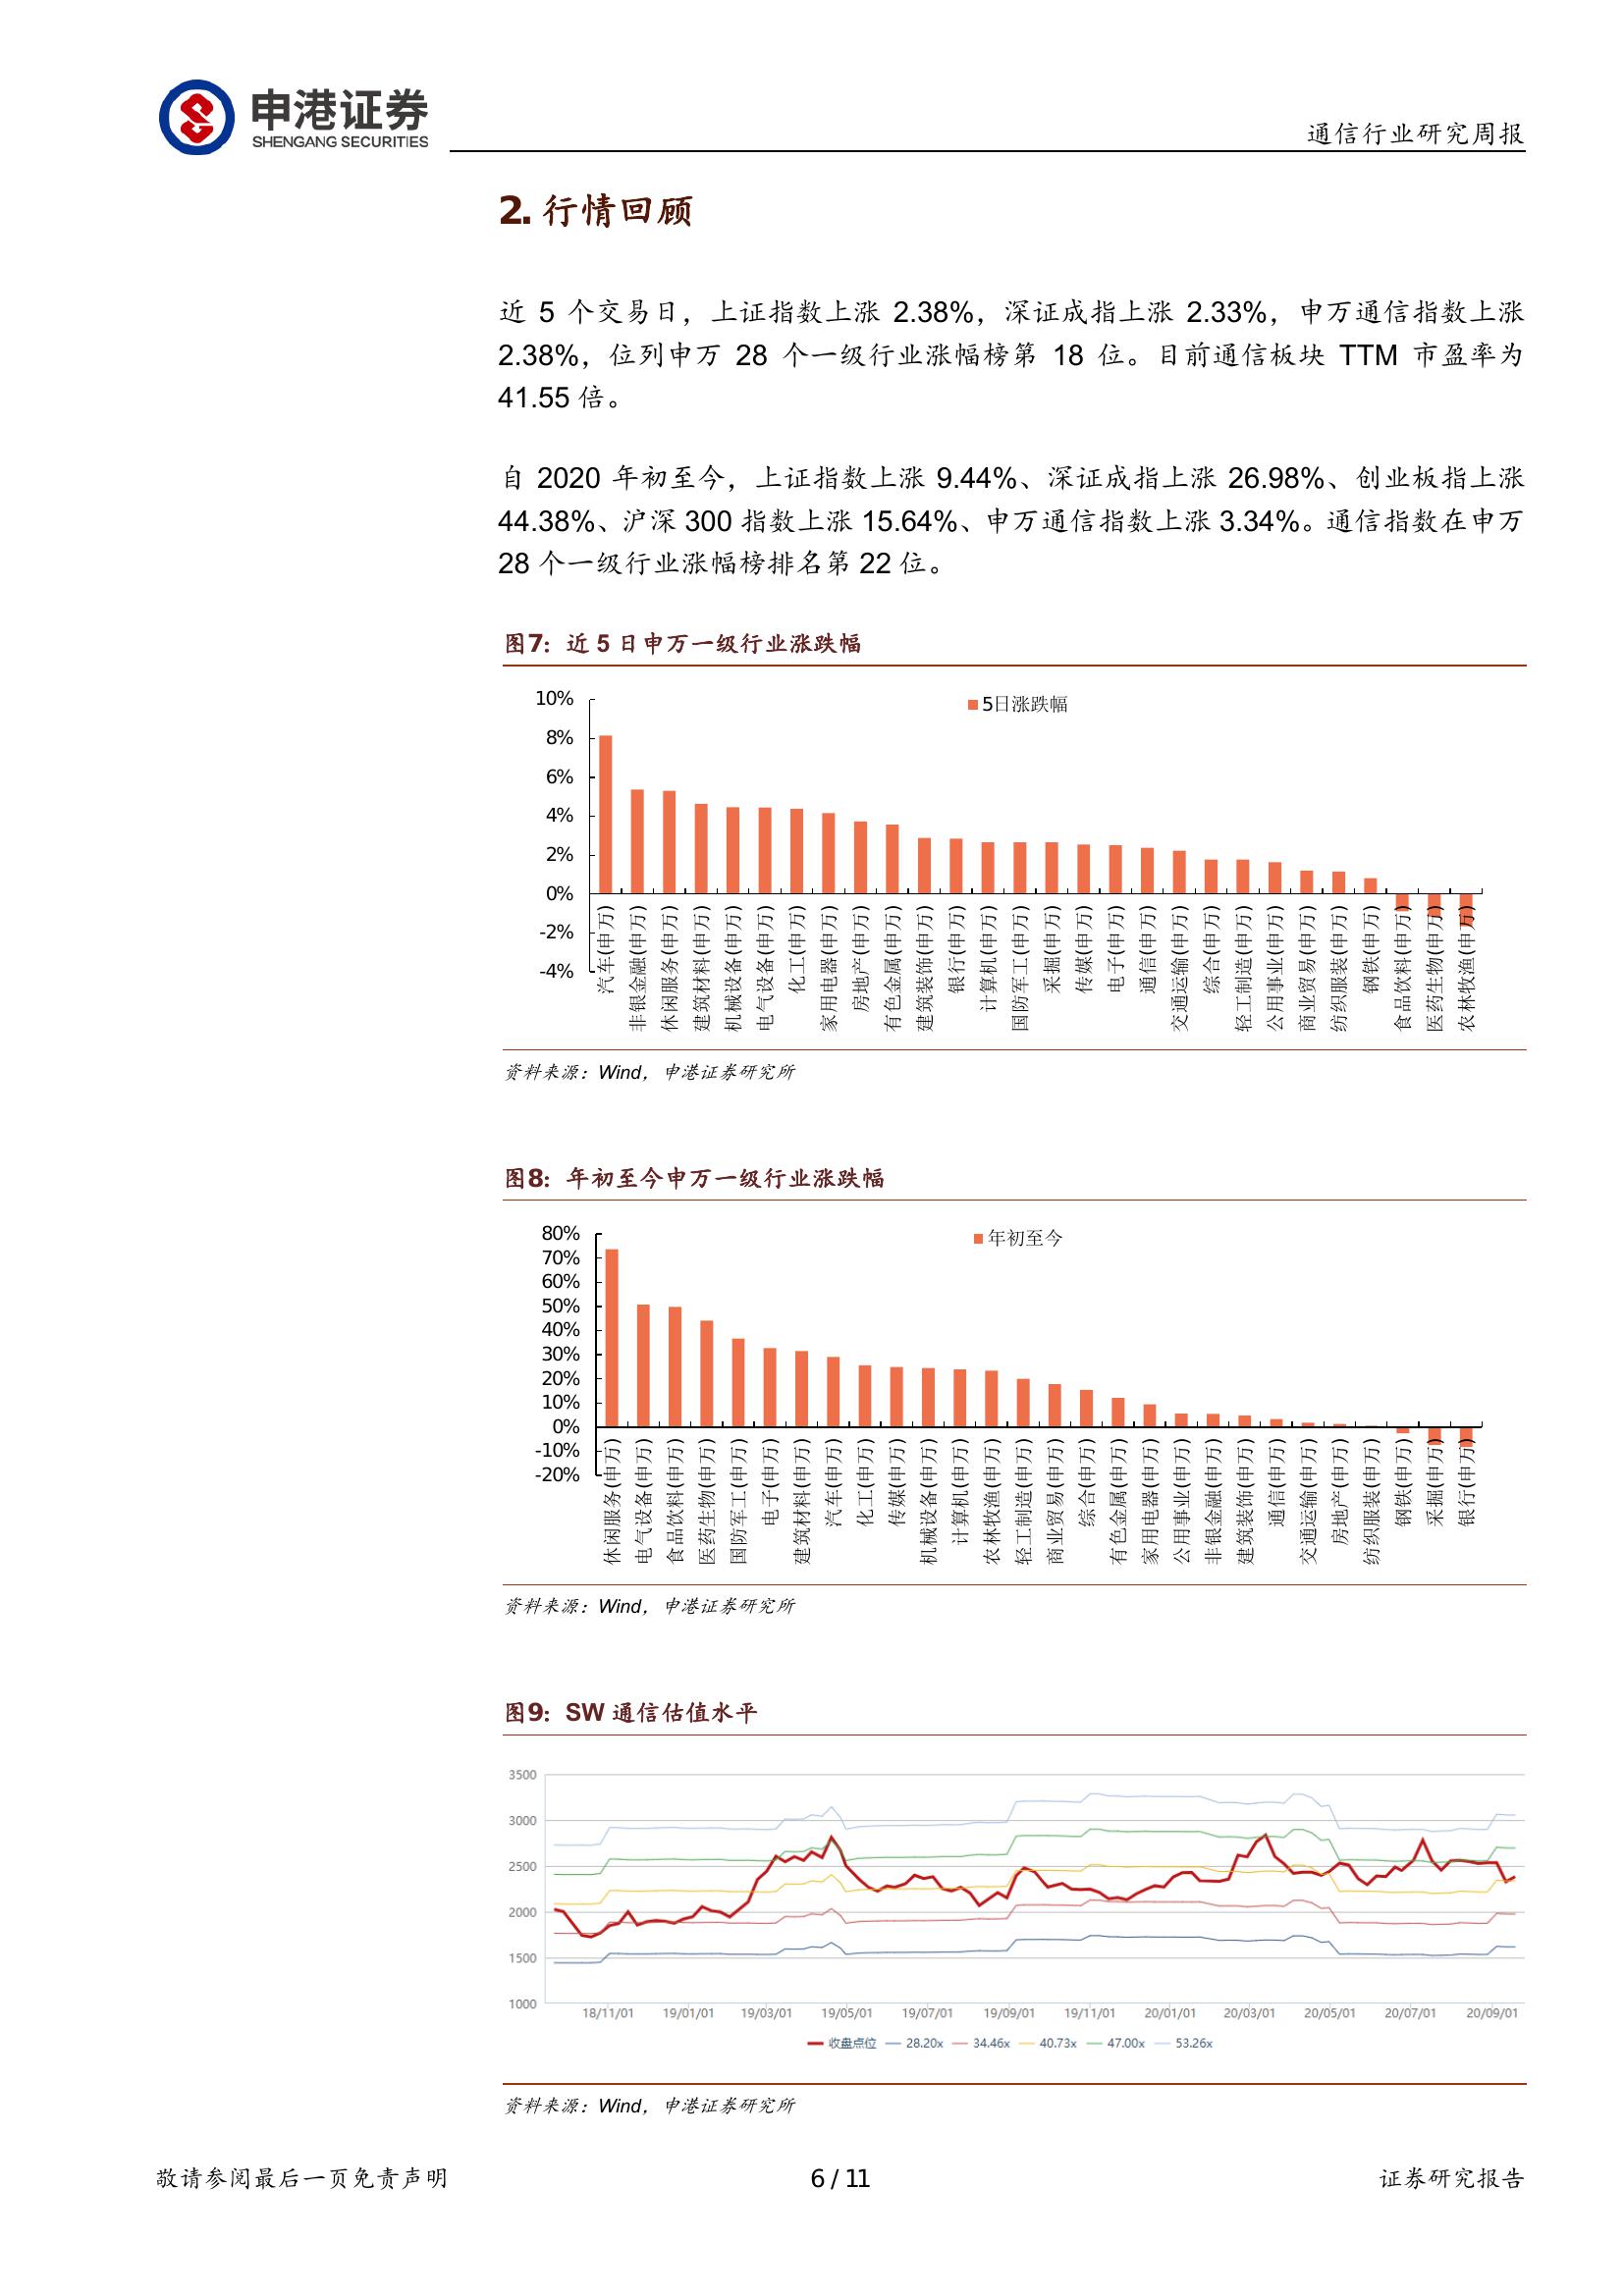 申港证券
SHENGANG SECURITIES
通信行业研究周报
2. 行情回顾
近 5 个交易日，上证指数上涨 2.38%，深证成指上涨 2.33%，申万通信指数上涨
2.38%，位列申万 28 个一级行业涨幅榜第 18 位。目前通信板块 TTM 市盈率为
41.55 倍。
自 2020 年初至今，上证指数上涨 9.44%、深证成指上涨 26.98%、创业板指上涨
44.38%、沪深 300 指数上涨 15.64%、申万通信指数上涨 3.34%。通信指数在申万
28 个一级行业涨幅榜排名第 22 位。
图7：近 5 日申万一级行业涨跌幅
5日涨跌幅
10%
8%
6%
4%
2%
0%
-2%
-4%
汽车(申万)
非银金融(申万)
休闲服务(申万)
建筑材料(申万)
机械设备(申万)
电气设备(申万)
化工(申万)
家用电器(申万)
房地产(申万)
有色金属(申万)
建筑装饰(申万)
银行(申万)
计算机(申万)
国防军工(申万)
采掘(申万)
传媒(申万)
电子(申万)
通信(申万)
交通运输(申万)
综合(申万)
轻工制造(申万)
公用事业(申万)
商业贸易(申万)
纺织服装(申万)
钢铁(申万)
食品饮料(申万)
医药生物(申万)
农林牧渔(申万)
资料来源：Wind，申港证券研究所
图8：年初至今申万一级行业涨跌幅
年初至今
80%
70%
60%
50%
40%
30%
20%
10%
0%
-10%
-20%
休闲服务(申万)
电气设备(申万)
食品饮料(申万)
医药生物(申万)
国防军工(申万)
电子(申万)
建筑材料(申万)
汽车(申万)
化工(申万)
传媒(申万)
机械设备(申万)
计算机(申万)
农林牧渔(申万)
轻工制造(申万)
商业贸易(申万)
综合(申万)
有色金属(申万)
家用电器(申万)
公用事业(申万)
非银金融(申万)
建筑装饰(申万)
通信(申万)
交通运输(申万)
房地产(申万)
纺织服装(申万)
钢铁(申万)
采掘(申万)
银行(申万)
资料来源：Wind，申港证券研究所
图9：SW 通信估值水平
3500
3000
2500
2000
1500
1000
18/11/01 19/01/01 19/03/01 19/05/01 19/07/01 19/09/01 19/11/01 20/01/01 20/03/01 20/05/01 20/07/01 20/09/01
收盘点位 28.20x 34.46x 40.73x 47.00x 53.26x
资料来源：Wind，申港证券研究所
敬请参阅最后一页免责声明
6 / 11
证券研究报告